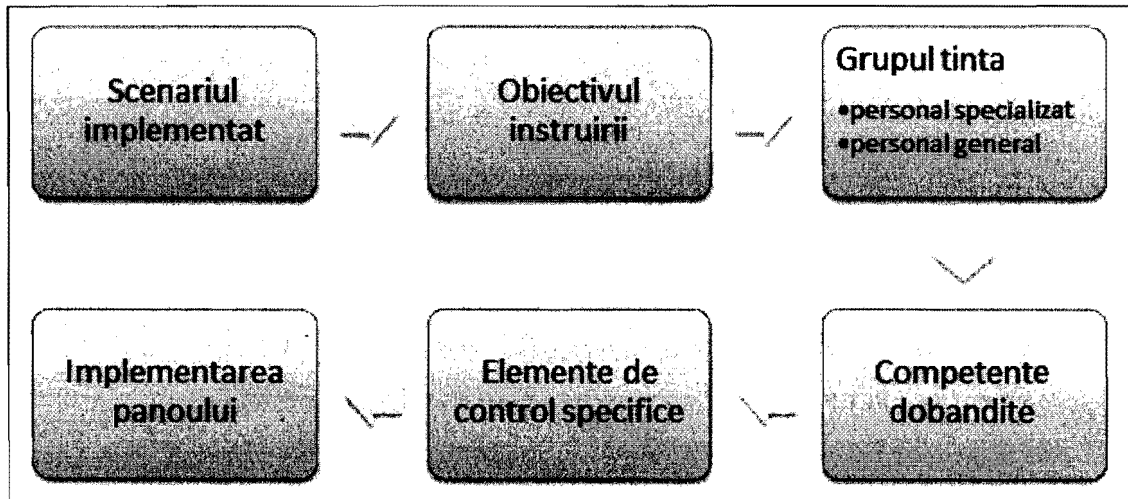 Scenariul
implementat
Obiectivul
instruirii
Grupul tinta
•personal specializat
•personal general
Competente
dobandite
Elemente de
control specifice
Implementarea
panoului